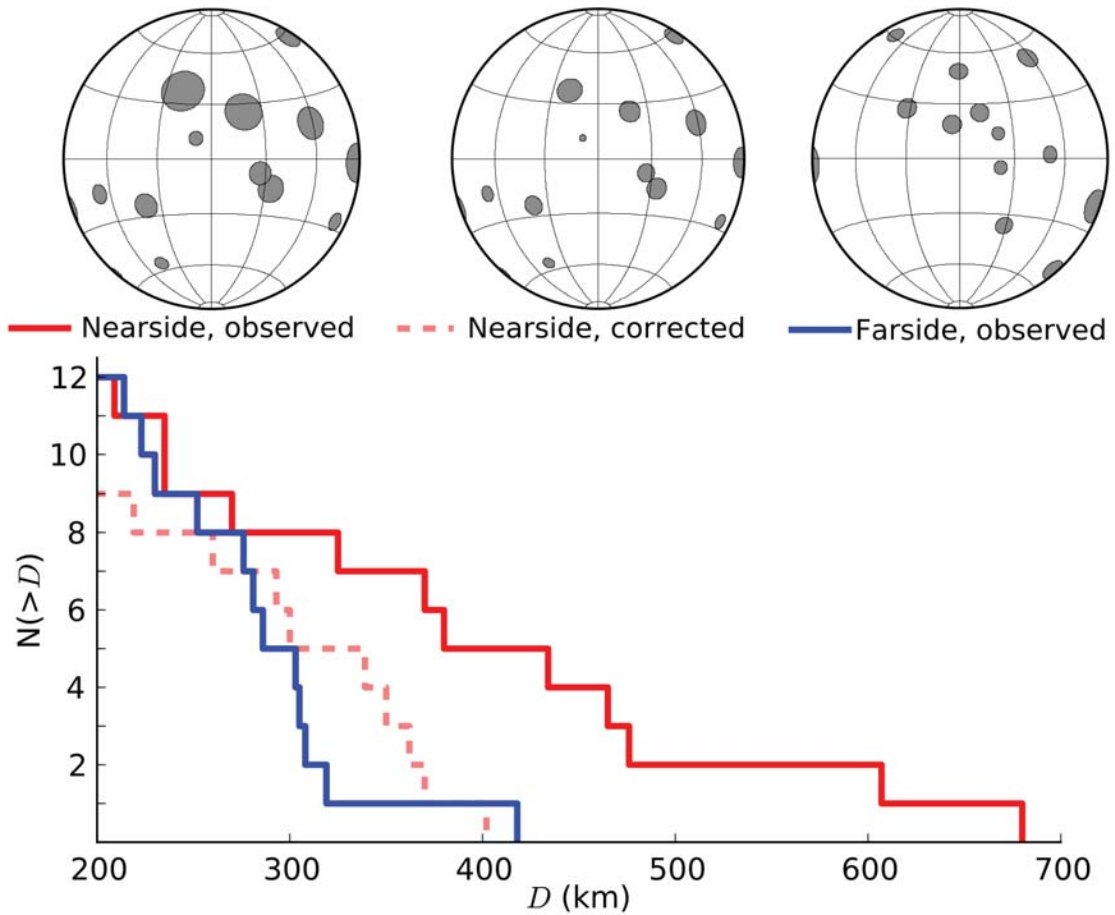 Nearside, observed
Nearside, corrected
Farside, observed
12
10
8
6
4
2
N(>D)
200 300 400 500 600 700
D (km)